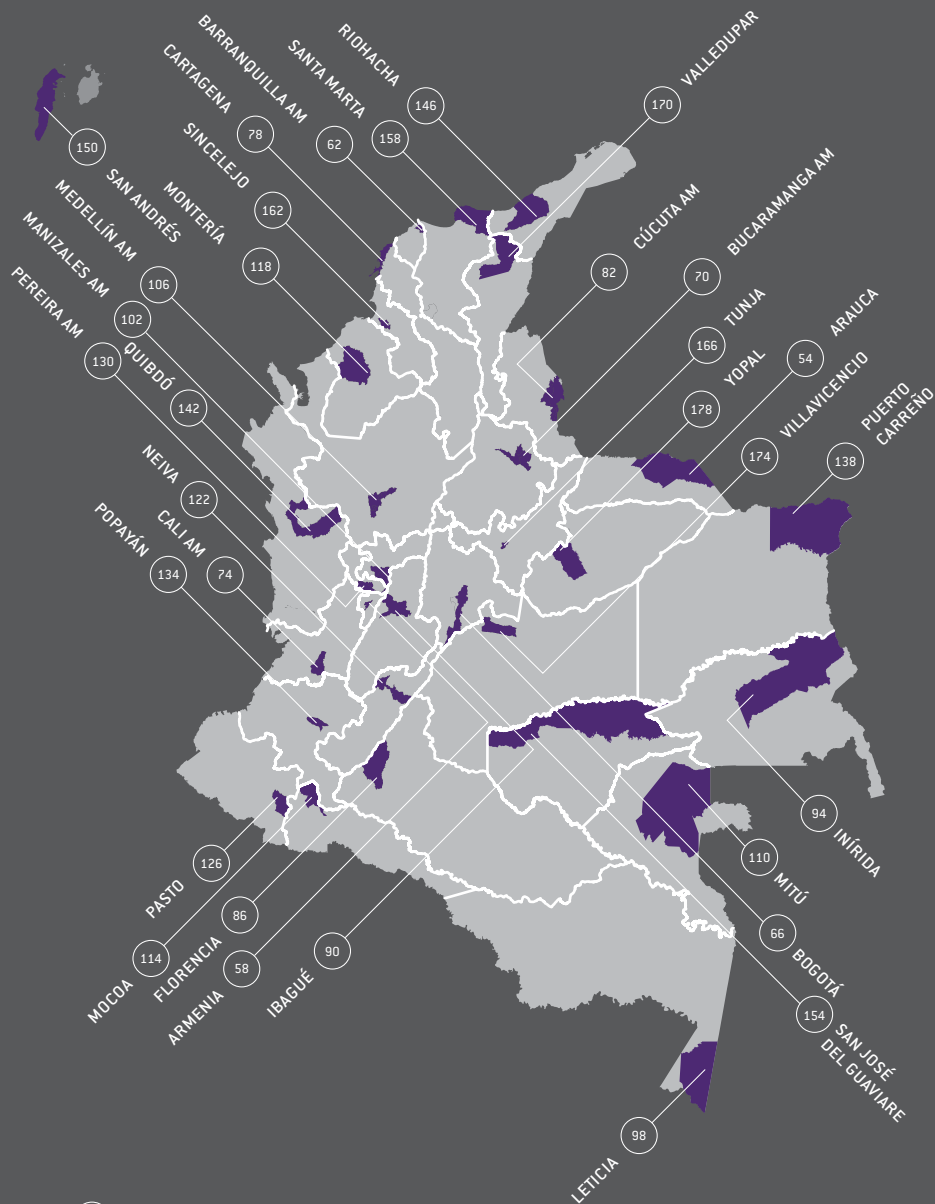 RIOHACHA
146
VALLEDUPAR
170
BARRANQUILLA AM
62
SANTA MARTA
158
CARTAGENA
78
SINCELEJO
162
150
SAN ANDRÉS
MONTERÍA
118
MEDELLÍN AM
106
MANIZALES AM
102
PEREIRA AM
130
QUIBDÓ
142
NEIVA
122
CALI AM
74
POPAYÁN
134
CÚCUTA AM
82
BUCARAMANGA AM
70
TUNJA
166
ARAUCA
54
YOPAL
178
VILLAVICENCIO
174
PUERTO
CARREÑO
138
94
INÍRIDA
110
MITÚ
66
BOGOTÁ
154
SAN JOSÉ
DEL GUAVIARE
PASTO
126
MOCOA
114
FLORENCIA
86
ARMENIA
58
IBAGUÉ
90
LETICIA
98